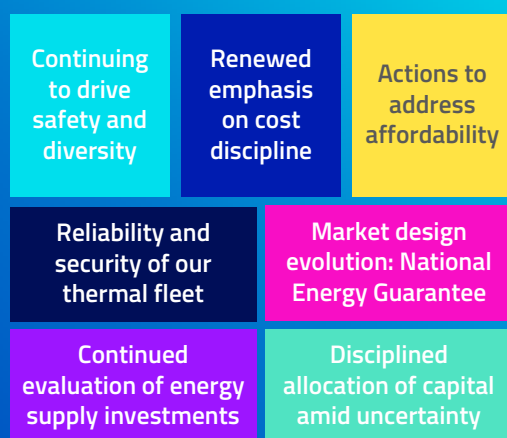 Continuing
to drive
safety and
diversity
Renewed
emphasis
on cost
discipline
Actions to
address
affordability
Reliability and
security of our
thermal fleet
Market design
evolution: National
Energy Guarantee
Continued
evaluation of energy
supply investments
Disciplined
allocation of capital
amid uncertainty